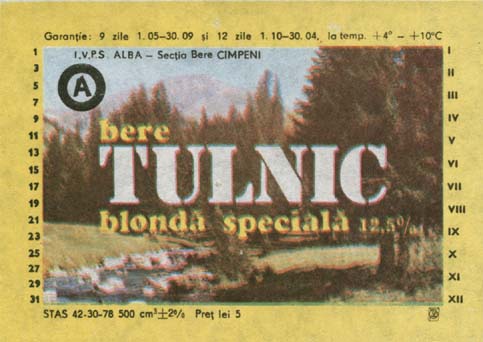 Garanție: 9 zile 1.05-30.09 și 12 zile 1.10-30.04, la temp. +4° - +10°C
I.V.P.S. ALBA - Secția Bere CIMPENI
A
bere
TULNIC
blondă specială 12,5%
1
3
5
7
9
11
13
15
17
19
21
23
25
27
29
31
I
II
III
IV
V
VI
VII
VIII
IX
X
XI
XII
STAS 42-30-78 500 cm³±2% Preț lei 5